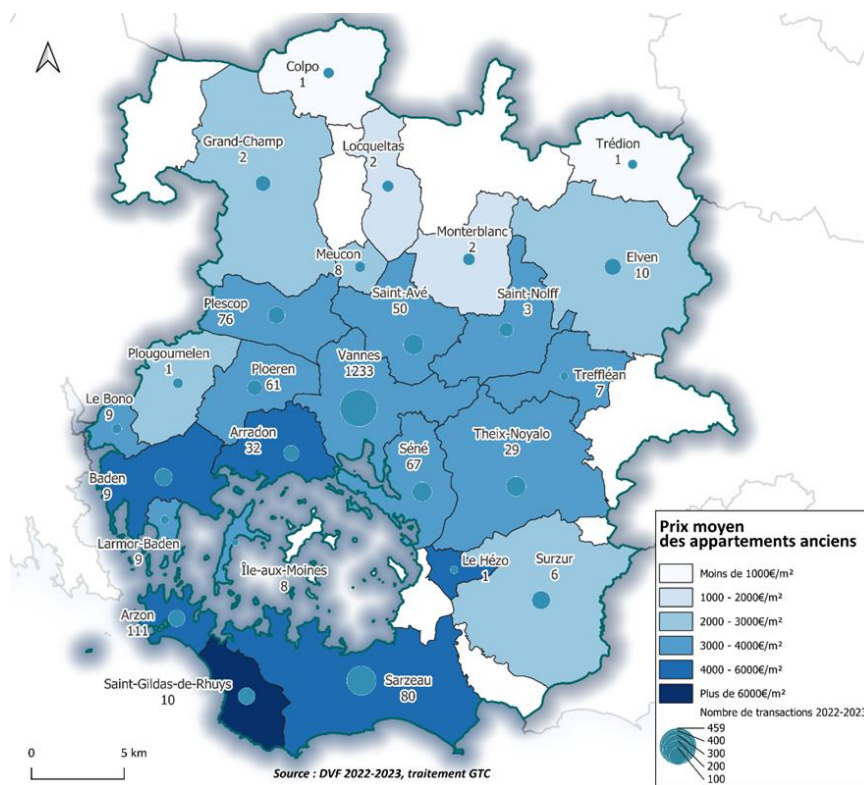 Colpo
1
Trédion
1
Grand-Champ
2
Locqueltas
2
Monterblanc
2
Elven
10
Meucon
8
Saint-Avé
50
Saint-Nolff
3
Plescop
76
Plougoumelen
1
Ploeren
61
Vannes
1233
Treffléan
7
Le Bono
9
Arradon
32
Séné
67
Theix-Noyalo
29
Baden
9
Larmor-Baden
9
Île-aux-Moines
8
Le Hézo
1
Surzur
6
Arzon
111
Saint-Gildas-de-Rhuys
10
Sarzeau
80
Prix moyen
des appartements anciens
Moins de 1000€/m²
1000 - 2000€/m²
2000 - 3000€/m²
3000 - 4000€/m²
4000 - 6000€/m²
Plus de 6000€/m²
Nombre de transactions 2022-2023
459
400
300
200
100
0 5 km
Source : DVF 2022-2023, traitement GTC